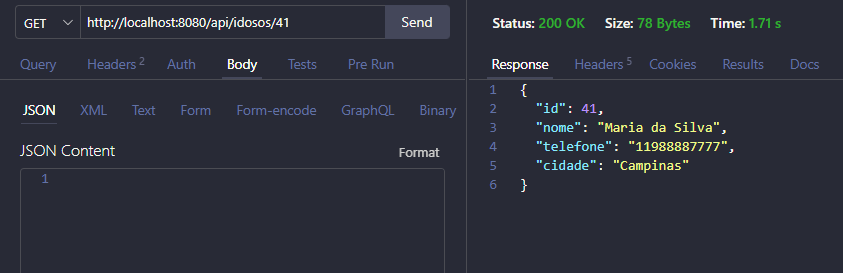 GET http://localhost:8080/api/idosos/41 Send
Query Headers 2 Auth Body Tests Pre Run
JSON XML Text Form Form-encode GraphQL Binary
JSON Content Format
1
Status: 200 OK Size: 78 Bytes Time: 1.71 s
Response Headers 5 Cookies Results Docs
1 {
2 "id": 41,
3 "nome": "Maria da Silva",
4 "telefone": "11988887777",
5 "cidade": "Campinas"
6 }